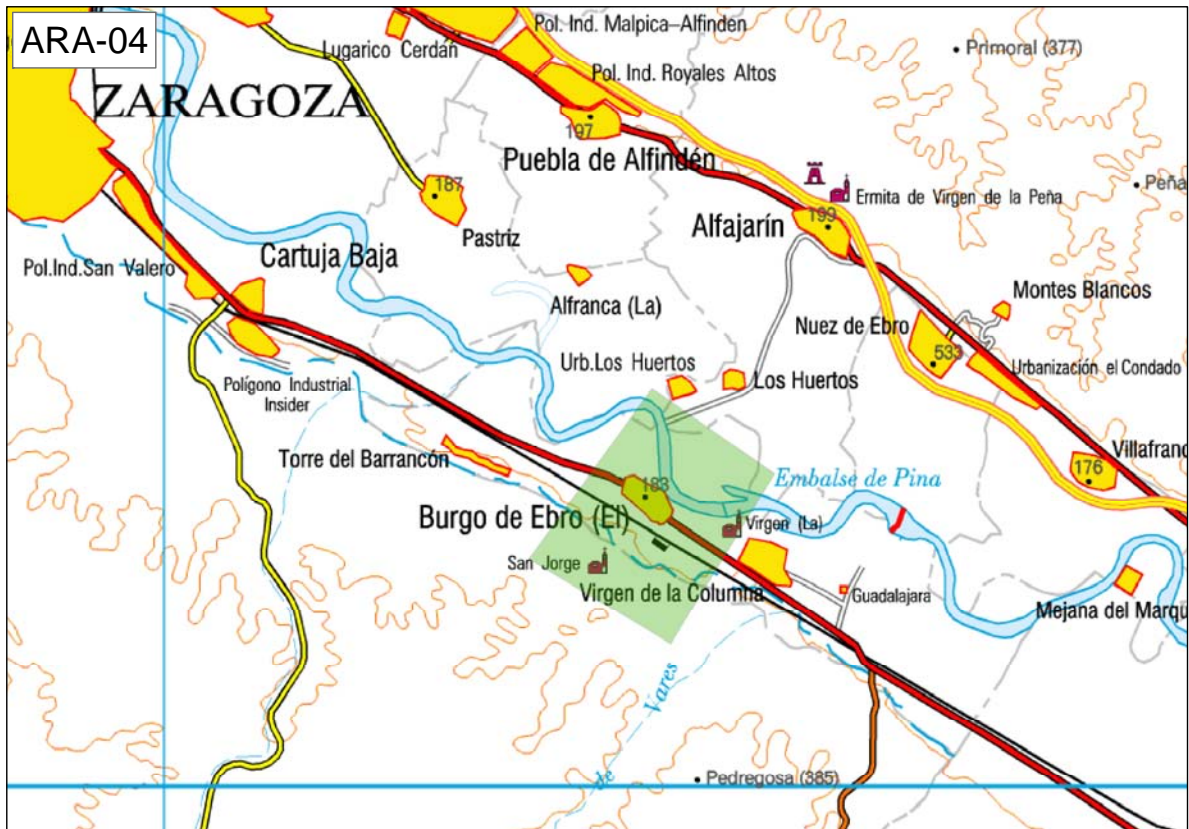 ARA-04
Pol. Ind. Malpica–Alfinden
Lugarico Cerdán
Primoral (377)
Pol. Ind. Royales Altos
ZARAGOZA
197
Puebla de Alfindén
187
Peña
Ermita de Virgen de la Peña
199
Alfajarín
Pastriz
Cartuja Baja
Pol.Ind.San Valero
Alfranca (La)
Montes Blancos
Nuez de Ebro
533
Urb.Los Huertos
Los Huertos
Urbanización el Condado
Polígono Industrial
Insider
Torre del Barrancón
Villafranc
176
183
Embalse de Pina
Burgo de Ebro (El)
Virgen (La)
San Jorge
Virgen de la Columna
Guadalajara
Mejana del Marqu
Vares
de
Pedregosa (385)